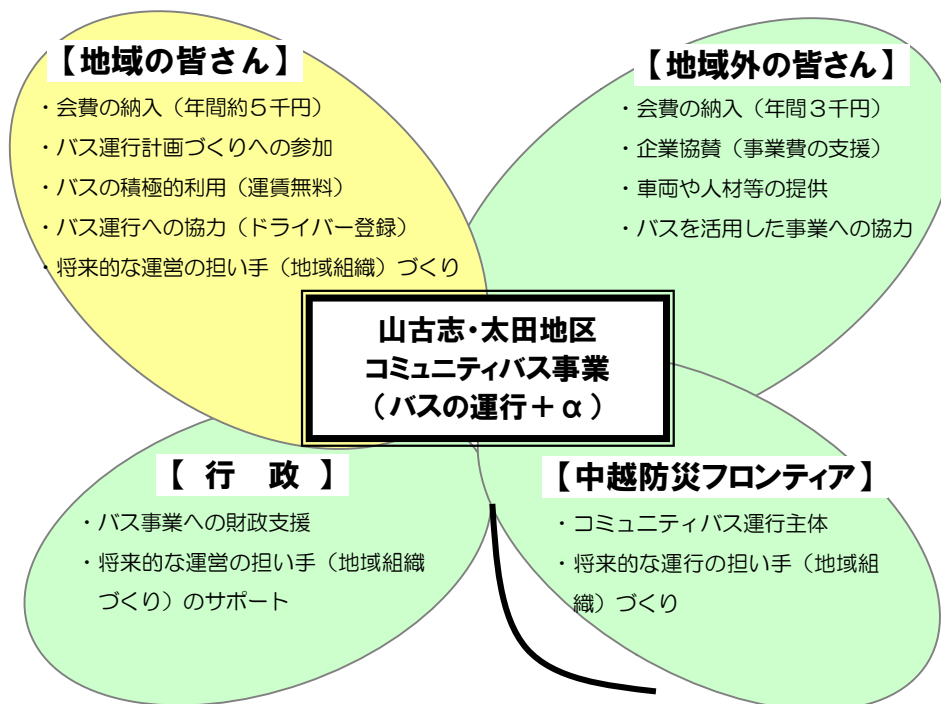 【地域の皆さん】
・会費の納入（年間約５千円）
・バス運行計画づくりへの参加
・バスの積極的利用（運賃無料）
・バス運行への協力（ドライバー登録）
・将来的な運営の担い手（地域組織）づくり
【地域外の皆さん】
・会費の納入（年間３千円）
・企業協賛（事業費の支援）
・車両や人材等の提供
・バスを活用した事業への協力
山古志・太田地区
コミュニティバス事業
（バスの運行＋α）
【 行　政 】
・バス事業への財政支援
・将来的な運営の担い手（地域組織
づくり）のサポート
【中越防災フロンティア】
・コミュニティバス運行主体
・将来的な運行の担い手（地域組
織）づくり